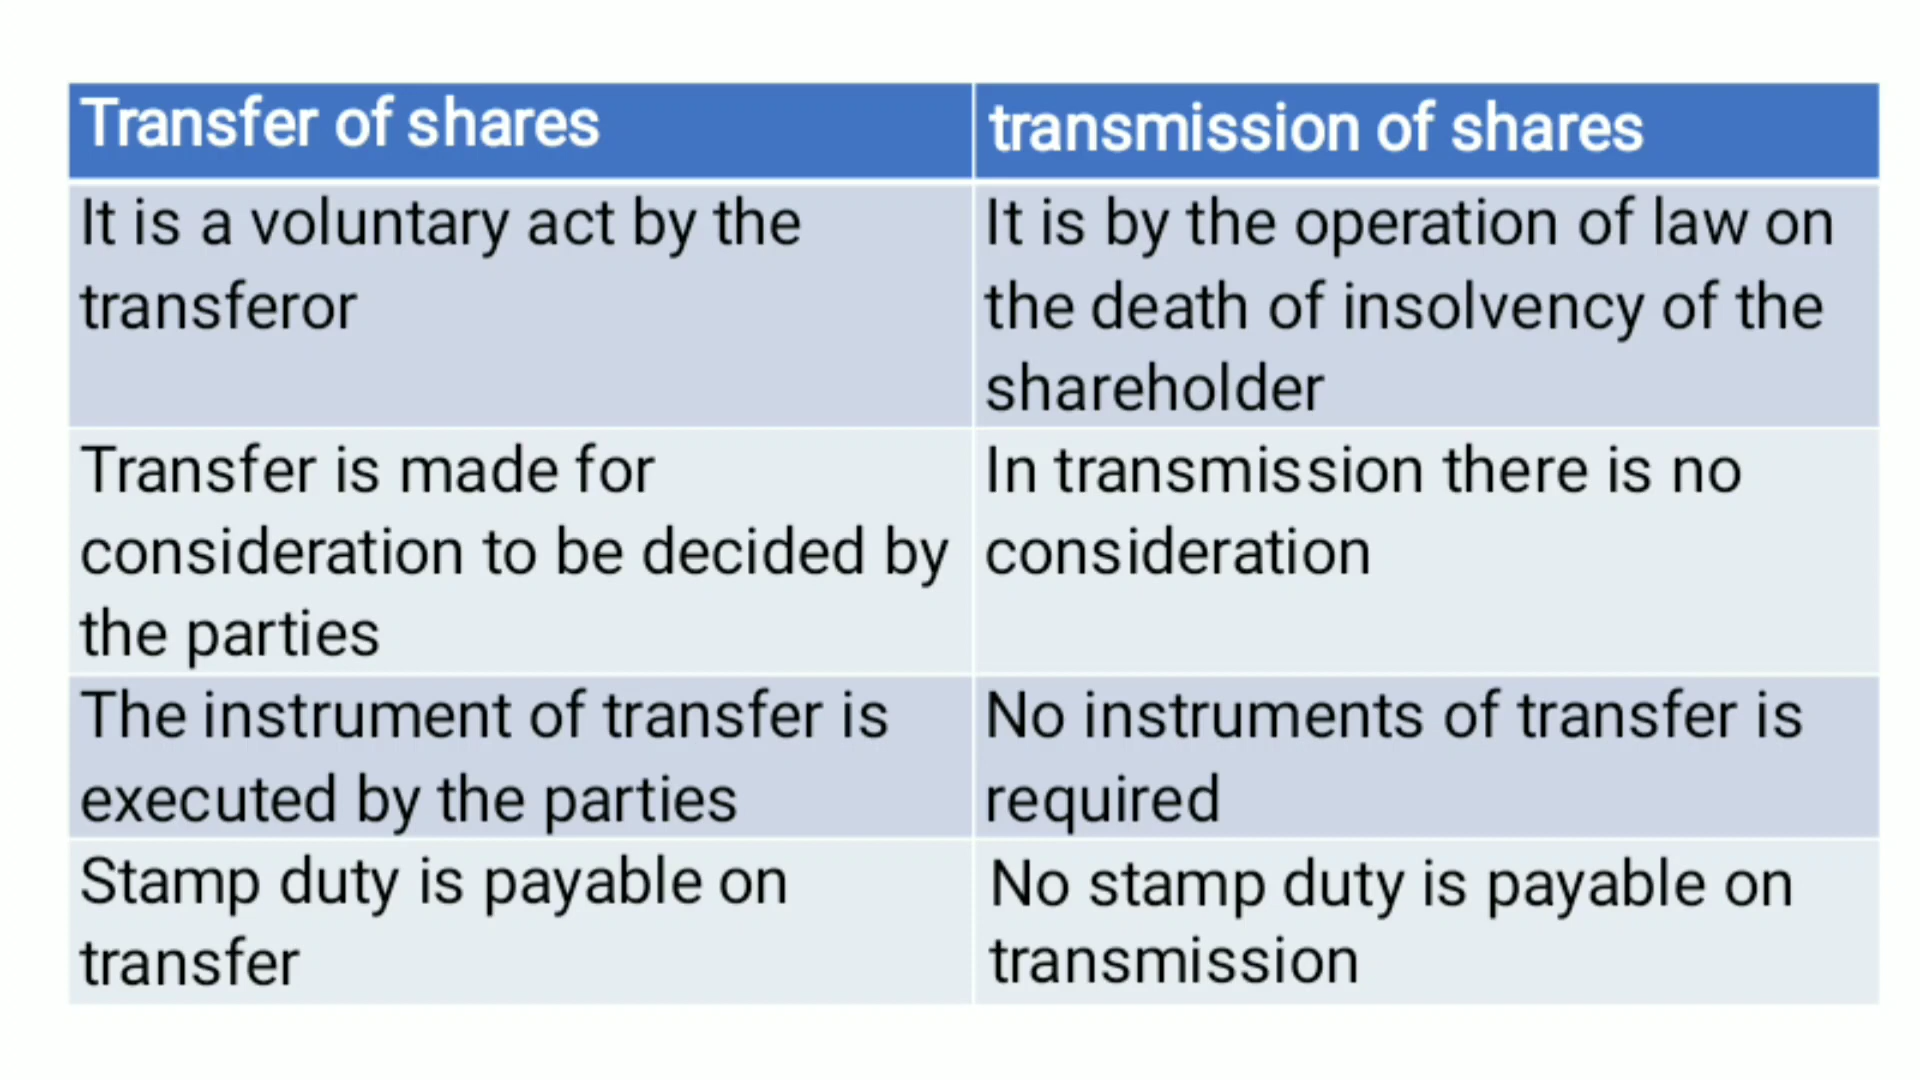 Transfer of shares
transmission of shares
It is a voluntary act by the
transferor
It is by the operation of law on
the death of insolvency of the
shareholder
Transfer is made for
consideration to be decided by
the parties
In transmission there is no
consideration
The instrument of transfer is
executed by the parties
No instruments of transfer is
required
Stamp duty is payable on
transfer
No stamp duty is payable on
transmission